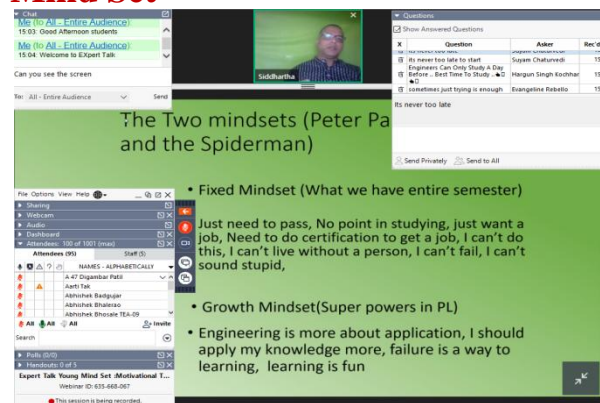 Mind Set
Chat
Me (to All - Entire Audience):
15:03: Good Afternoon students
Me (to All - Entire Audience):
15:04: Welcome to EXpert Talk
Can you see the screen
To: All - Entire Audience
Send
Siddhartha
Questions
Show Answered Questions
X Question Asker Rec'd
its never too late to start Suyam Chaturvedi 15
Engineers Can Only Study A Day
Before .. Best Time To Study .. Hargun Singh Kochhar 15
sometimes just trying is enough Evangeline Rebello 15
Its never too late
Send Privately Send to All
The Two mindsets (Peter Pa
and the Spiderman)
• Fixed Mindset (What we have entire semester)
Just need to pass, No point in studying, just want a
job, Need to do certification to get a job, I can't do
this, I can't live without a person, I can't fail, I can't
sound stupid,
• Growth Mindset(Super powers in PL)
• Engineering is more about application, I should
apply my knowledge more, failure is a way to
learning, learning is fun
File Options View Help
Sharing
Webcam
Audio
Dashboard
Attendees: 100 of 1001 (max)
Attendees (95) Staff (5)
NAMES - ALPHABETICALLY
A 47 Digambar Patil
Aarti Tak
Abhishek Badgujar
Abhishek Bhalerao
Abhishek Bhosale TEA-09
All All All Invite
Search
Polls (0/0)
Handouts: 0 of 5
Expert Talk Young Mind Set :Motivational T...
Webinar ID: 635-668-067
This session is being recorded.